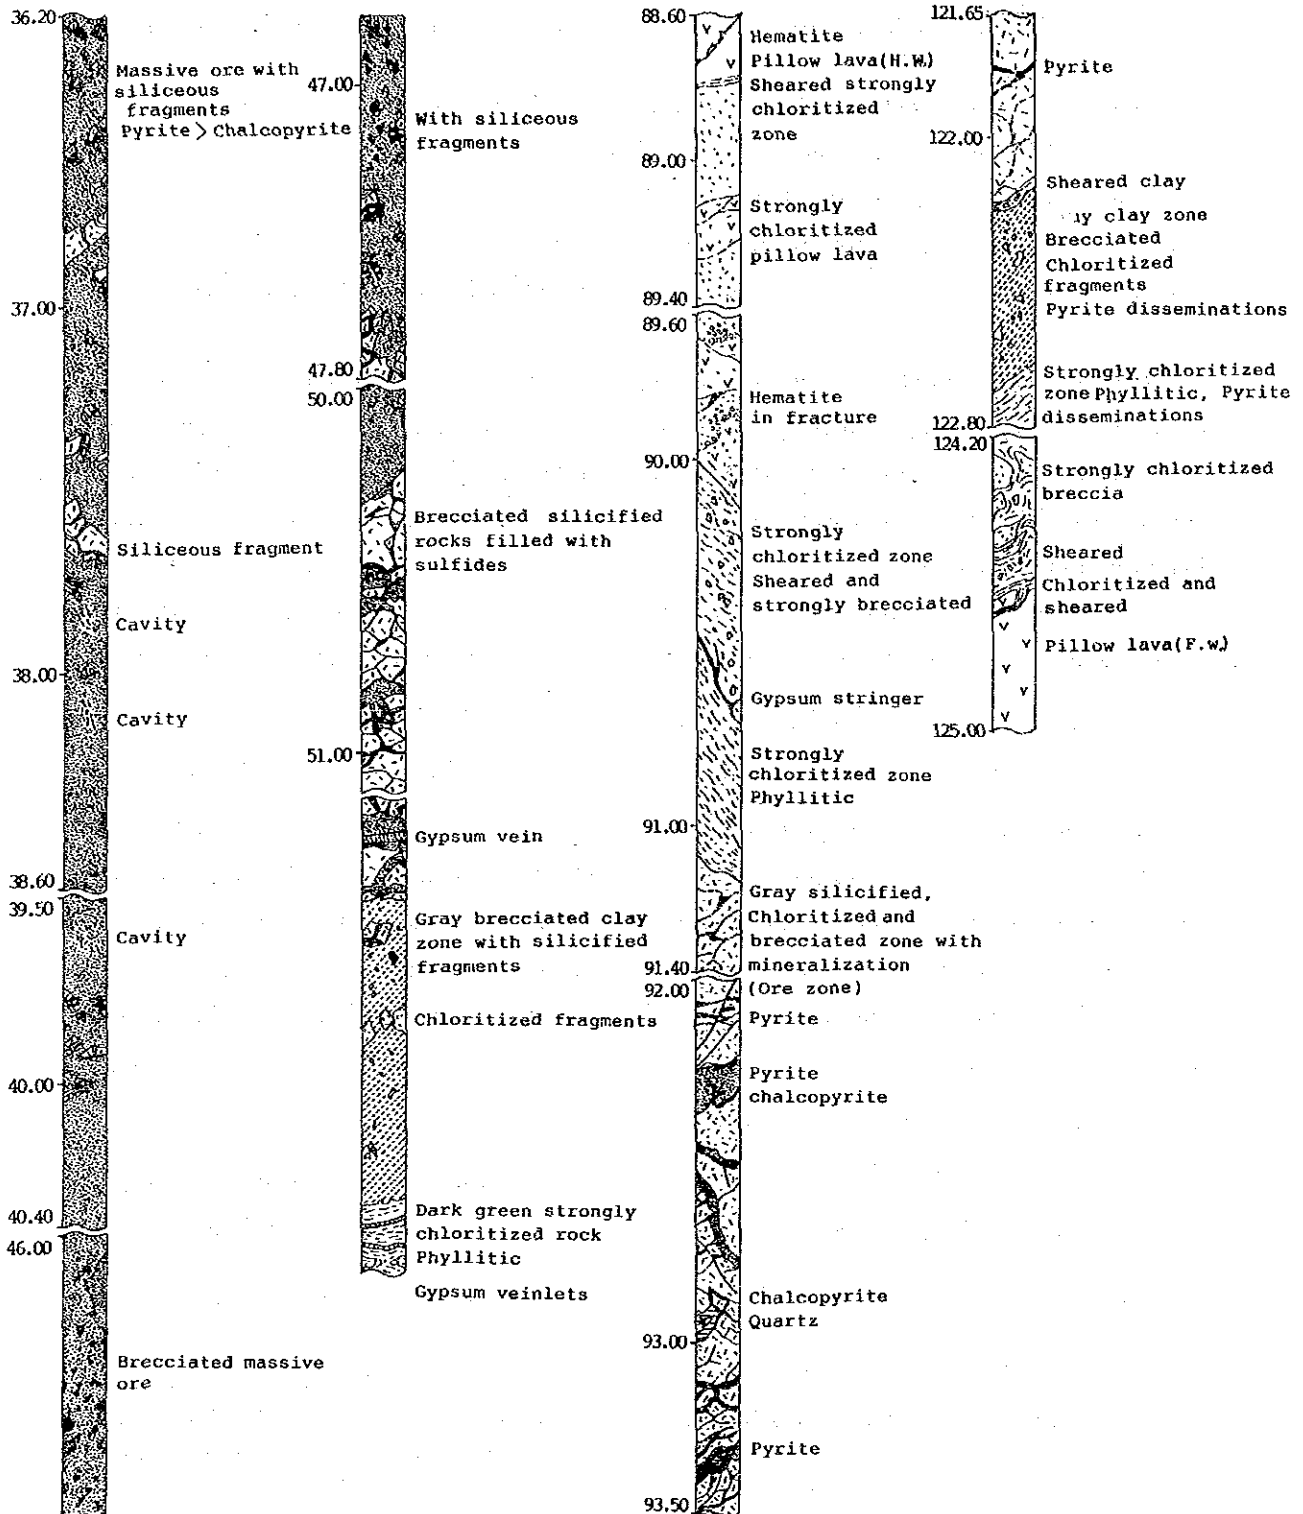 36.20
Massive ore with
siliceous
fragments
Pyrite > Chalcopyrite
37.00
Siliceous fragment
Cavity
38.00
Cavity
38.60
39.50
Cavity
40.00
40.40
46.00
Brecciated massive
ore
47.00
With siliceous
fragments
47.80
50.00
Brecciated silicified
rocks filled with
sulfides
51.00
Gypsum vein
Gray brecciated clay
zone with silicified
fragments
Chloritized fragments
Dark green strongly
chloritized rock
Phyllitic
Gypsum veinlets
88.60
Hematite
Pillow lava(H.W.)
Sheared strongly
chloritized
zone
89.00
Strongly
chloritized
pillow lava
89.40
89.60
Hematite
in fracture
90.00
Strongly
chloritized zone
Sheared and
strongly brecciated
Gypsum stringer
Strongly
chloritized zone
Phyllitic
91.00
Gray silicified,
Chloritized and
brecciated zone with
mineralization
(Ore zone)
91.40
92.00
Pyrite
Pyrite
chalcopyrite
Chalcopyrite
Quartz
93.00
Pyrite
93.50
121.65
Pyrite
122.00
Sheared clay
clay zone
Brecciated
Chloritized
fragments
Pyrite disseminations
Strongly chloritized
zone Phyllitic, Pyrite
disseminations
122.80
124.20
Strongly chloritized
breccia
Sheared
Chloritized and
sheared
Pillow lava(F.w.)
125.00